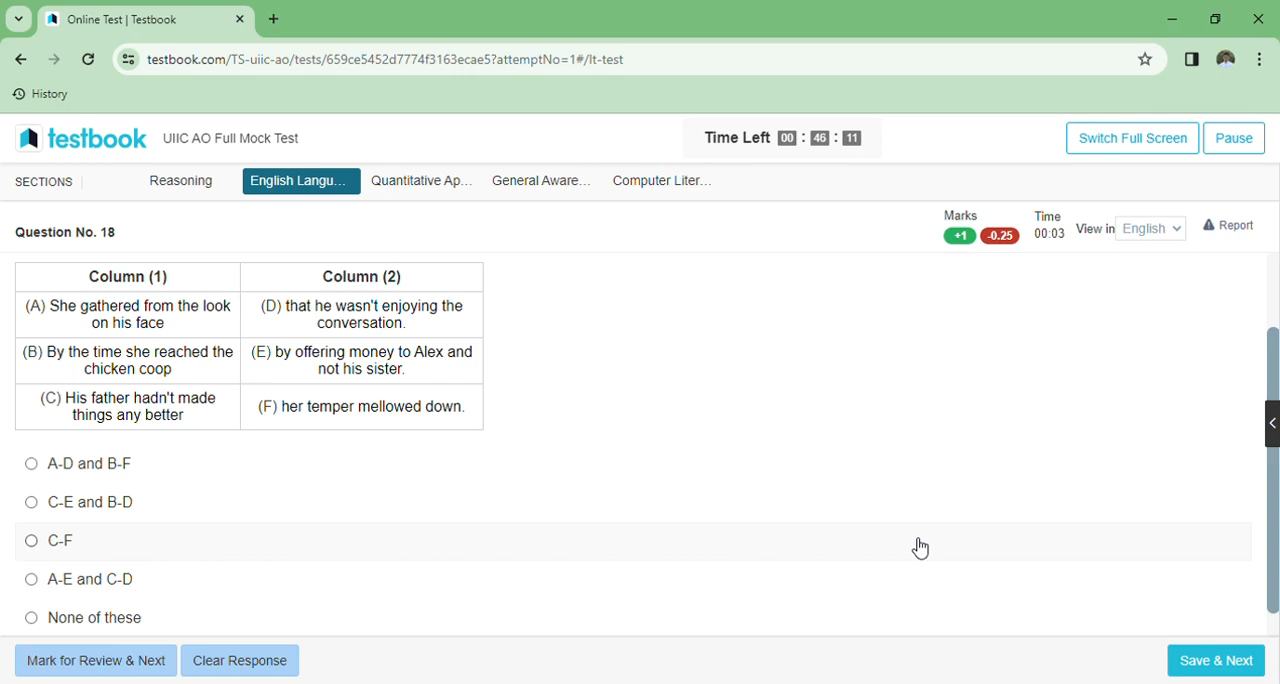 Online Test | Testbook
testbook.com/TS-uiic-ao/tests/659ce5452d7774f3163ecae5?attemptNo=1#/lt-test
History
testbook UIIC AO Full Mock Test Time Left 00 : 46 : 11 Switch Full Screen Pause
SECTIONS Reasoning English Langu... Quantitative Ap... General Aware... Computer Liter...
Question No. 18 Marks +1 -0.25 Time 00:03 View in English Report
Column (1) Column (2)
(A) She gathered from the look on his face (D) that he wasn't enjoying the conversation.
(B) By the time she reached the chicken coop (E) by offering money to Alex and not his sister.
(C) His father hadn't made things any better (F) her temper mellowed down.
A-D and B-F
C-E and B-D
C-F
A-E and C-D
None of these
Mark for Review & Next Clear Response Save & Next